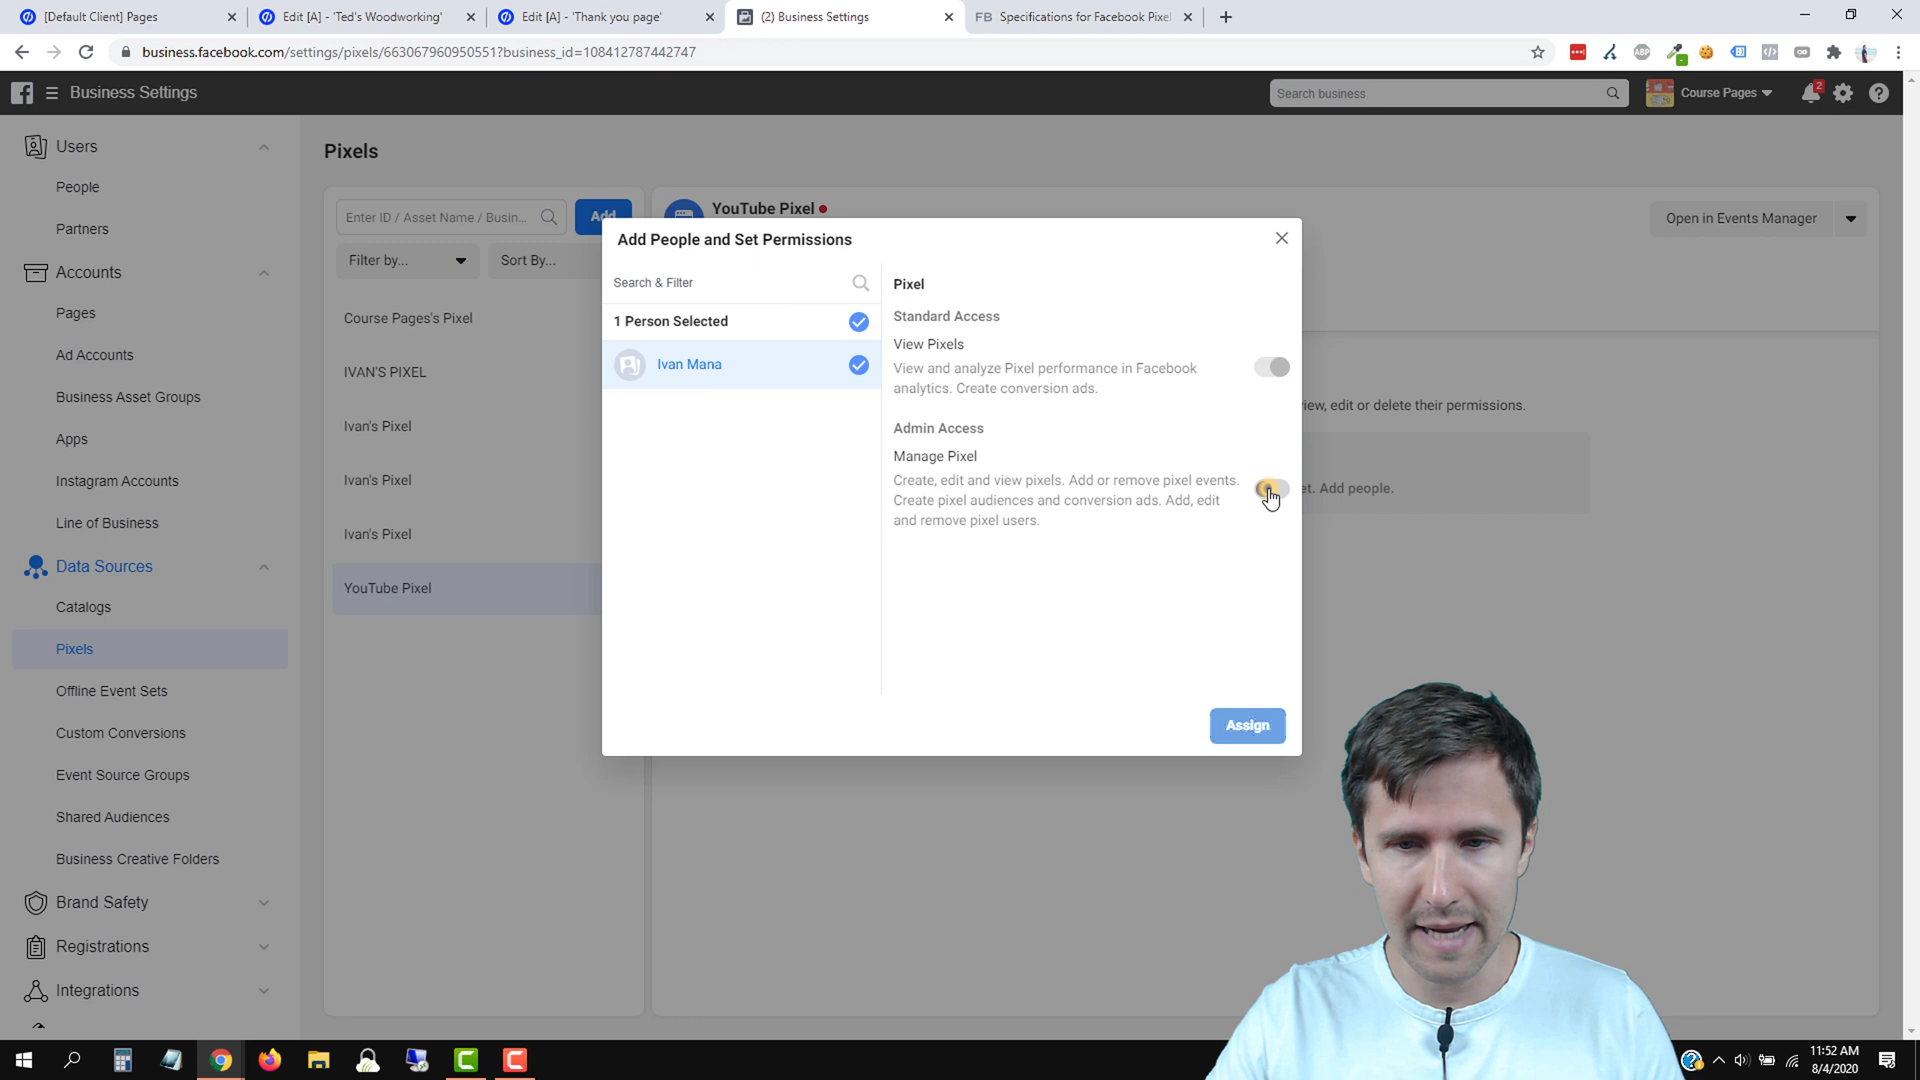 [Default Client] Pages
Edit [A] - 'Ted's Woodworking'
Edit [A] - 'Thank you page'
(2) Business Settings
FB
Specifications for Facebook Pixel
business.facebook.com/settings/pixels/663067960950551?business_id=108412787442747
ABP
Business Settings
Search business
Course Pages
2
Users
People
Partners
Accounts
Pages
Ad Accounts
Business Asset Groups
Apps
Instagram Accounts
Line of Business
Data Sources
Catalogs
Pixels
Offline Event Sets
Custom Conversions
Event Source Groups
Shared Audiences
Business Creative Folders
Brand Safety
Registrations
Integrations
Pixels
Enter ID / Asset Name / Busin...
Add
Filter by...
Sort By...
Course Pages's Pixel
IVAN'S PIXEL
Ivan's Pixel
Ivan's Pixel
Ivan's Pixel
YouTube Pixel
YouTube Pixel
Open in Events Manager
view, edit or delete their permissions.
et. Add people.
Add People and Set Permissions
Search & Filter
1 Person Selected
Ivan Mana
Pixel
Standard Access
View Pixels
View and analyze Pixel performance in Facebook
analytics. Create conversion ads.
Admin Access
Manage Pixel
Create, edit and view pixels. Add or remove pixel events.
Create pixel audiences and conversion ads. Add, edit
and remove pixel users.
Assign
11:52 AM
8/4/2020